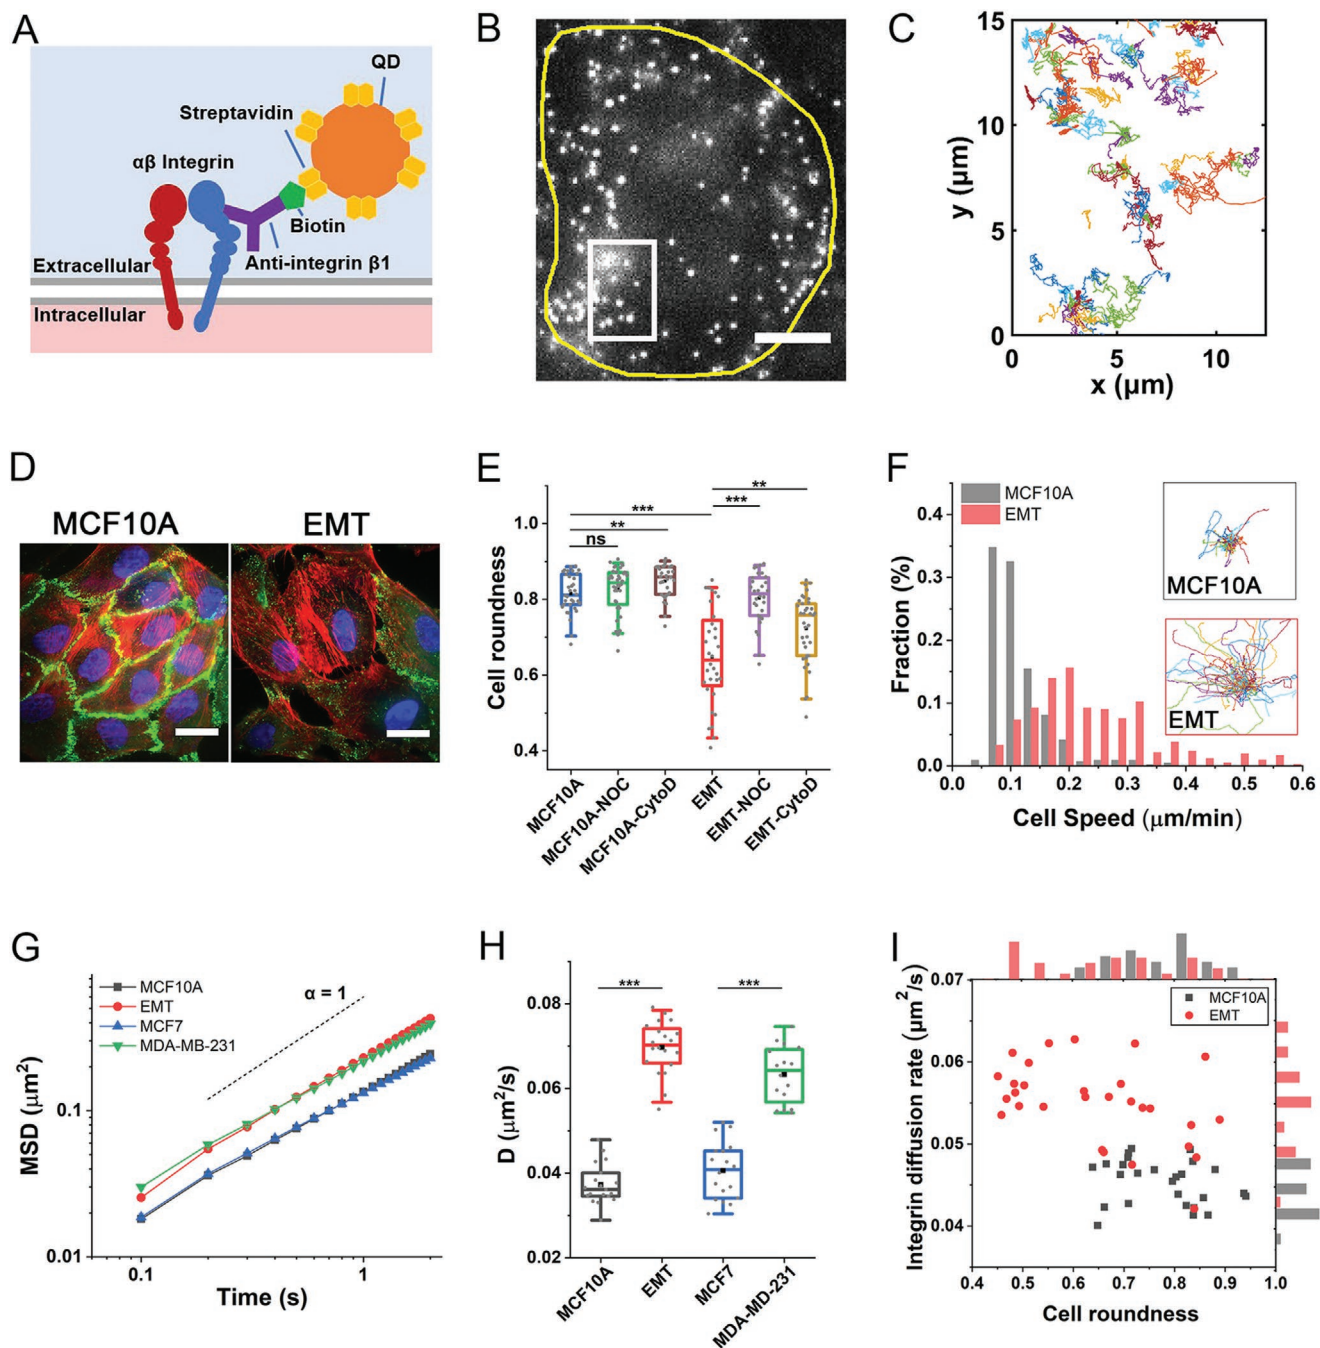 A
QD
Streptavidin
αβ Integrin
Biotin
Anti-integrin β1
Extracellular
Intracellular
B
C
15
10
5
0
y (μm)
0 5 10
x (μm)
D
MCF10A EMT
E
**
*** ***
**
ns
1.0
0.8
0.6
0.4
Cell roundness
MCF10A
MCF10A-NOC
MCF10A-CytoD
EMT
EMT-NOC
EMT-CytoD
F
MCF10A
EMT
0.4
0.3
0.2
0.1
0.0
Fraction (%)
MCF10A
EMT
0.1 0.2 0.3 0.4 0.5 0.6
Cell Speed (μm/min)
G
MCF10A
EMT
MCF7
MDA-MB-231
α = 1
0.1
0.01
MSD (μm²)
0.1 1
Time (s)
H
*** ***
0.08
0.06
0.04
0.02
D (μm²/s)
MCF10A
EMT
MCF7
MDA-MD-231
I
0.07
0.06
0.05
0.04
Integrin diffusion rate (μm²/s)
MCF10A
EMT
0.4 0.5 0.6 0.7 0.8 0.9 1.0
Cell roundness